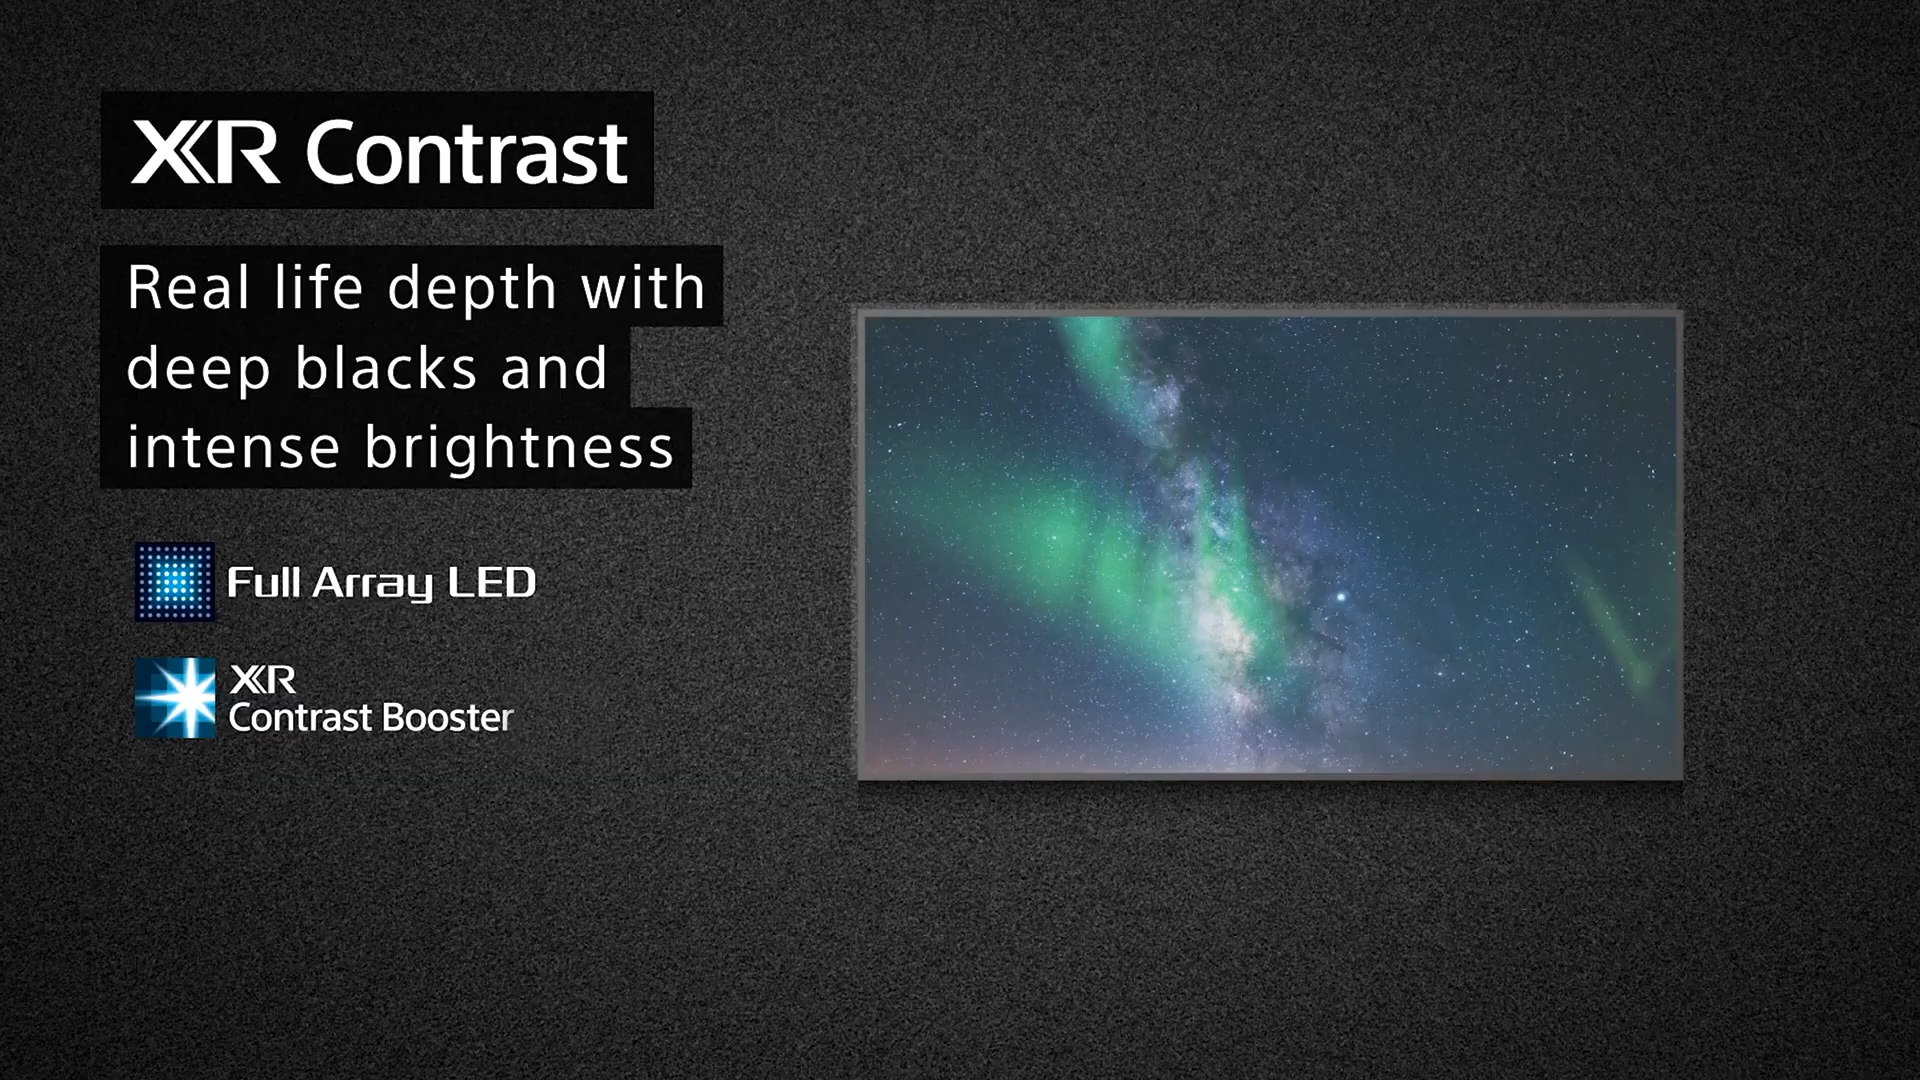 XR Contrast
Real life depth with
deep blacks and
intense brightness
Full Array LED
XR
Contrast Booster